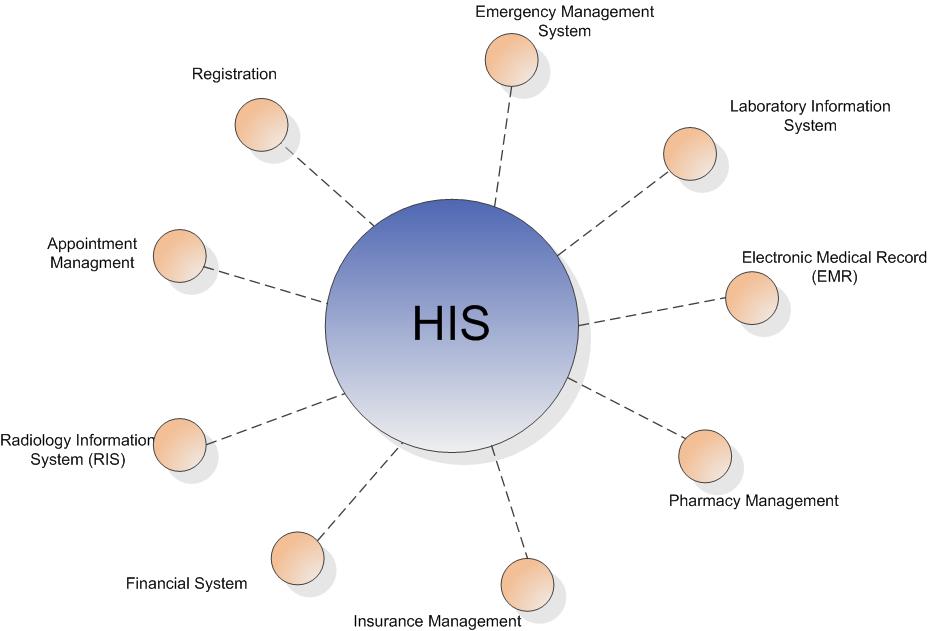 Emergency Management
System
Registration
Laboratory Information
System
Appointment
Managment
Electronic Medical Record
(EMR)
HIS
Radiology Information
System (RIS)
Pharmacy Management
Financial System
Insurance Management